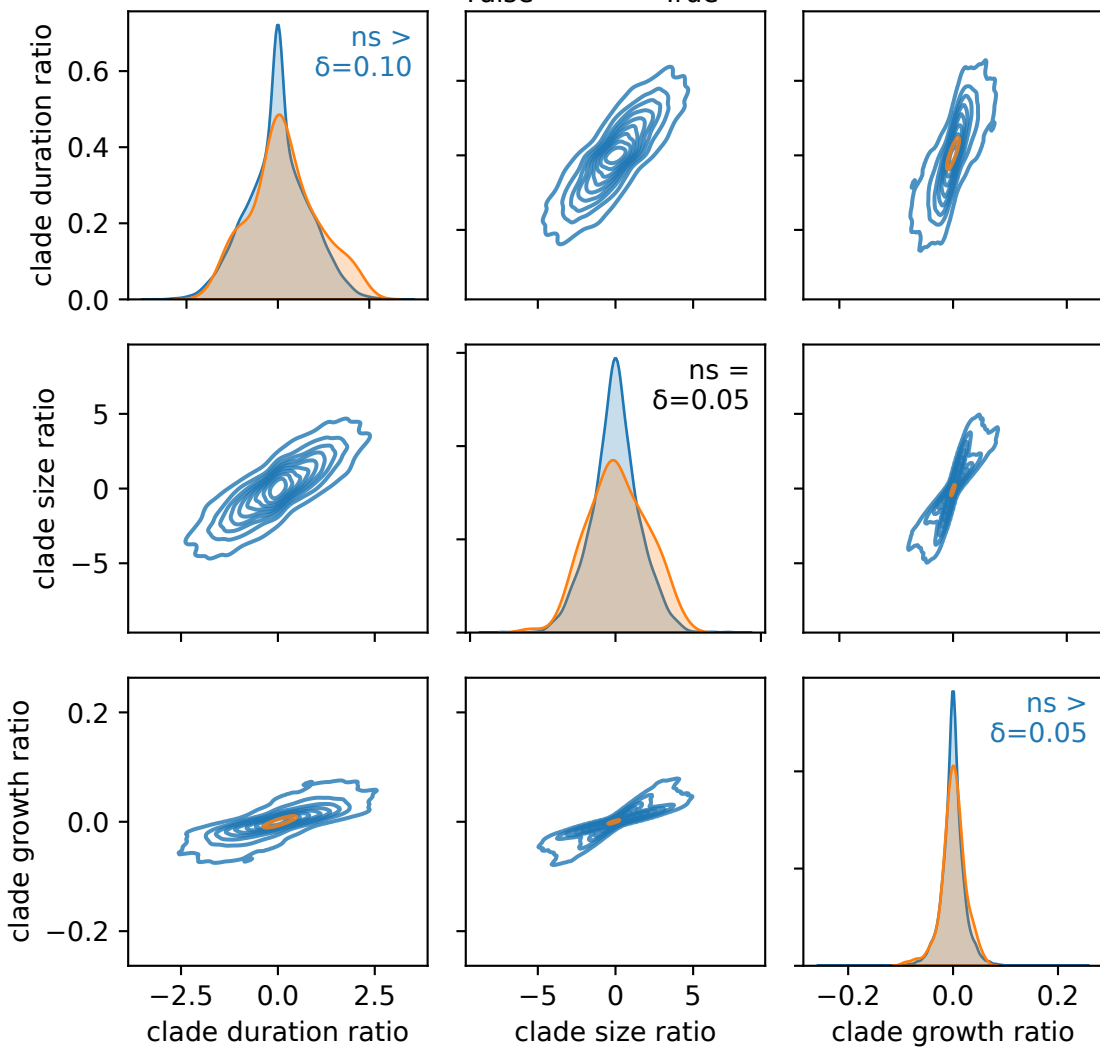 clade duration ratio
0.6
0.4
0.2
0.0
ns >
δ=0.10
clade size ratio
5
0
−5
ns =
δ=0.05
clade growth ratio
0.2
0.0
−0.2
ns >
δ=0.05
−2.5
0.0
2.5
−5
0
5
−0.2
0.0
0.2
clade duration ratio
clade size ratio
clade growth ratio